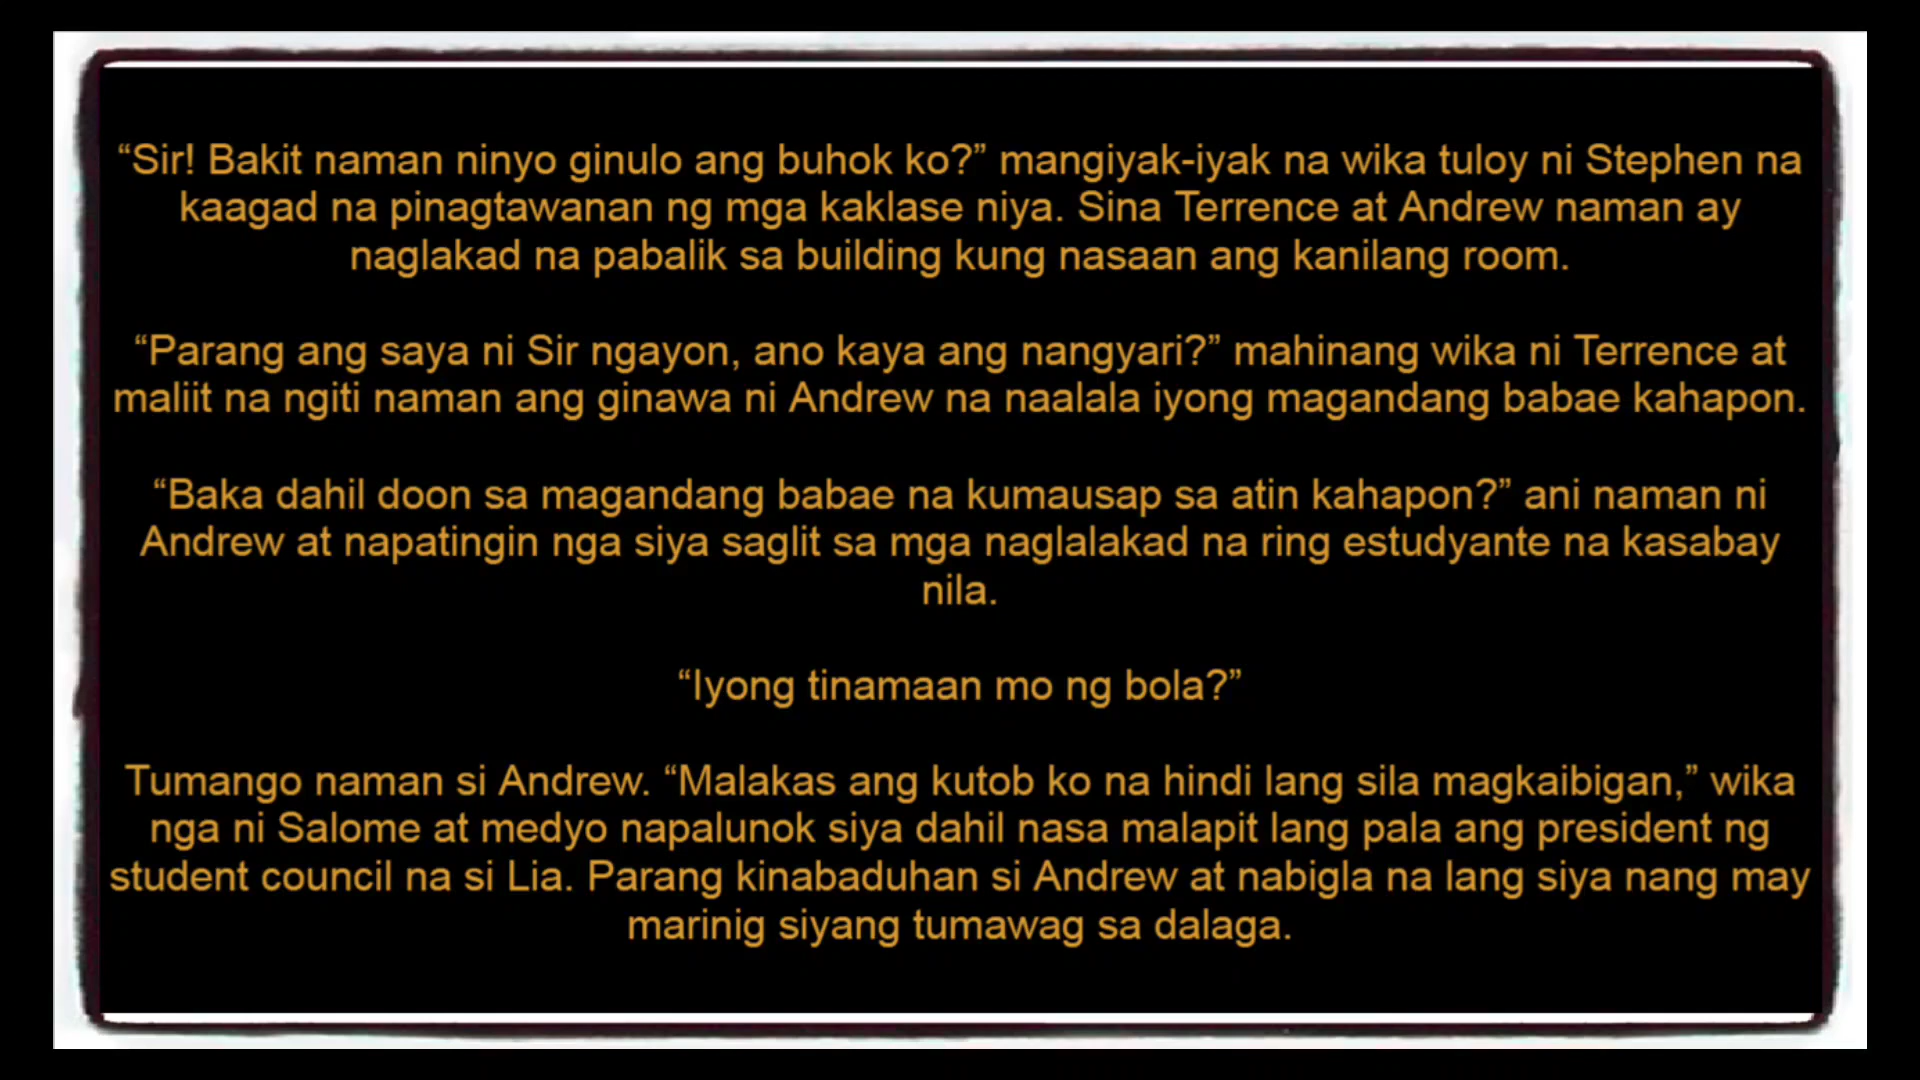 “Sir! Bakit naman ninyo ginulo ang buhok ko?” mangiyak-iyak na wika tuloy ni Stephen na
kaagad na pinagtawanan ng mga kaklase niya. Sina Terrence at Andrew naman ay
naglakad na pabalik sa building kung nasaan ang kanilang room.
“Parang ang saya ni Sir ngayon, ano kaya ang nangyari?” mahinang wika ni Terrence at
maliit na ngiti naman ang ginawa ni Andrew na naalala iyong magandang babae kahapon.
“Baka dahil doon sa magandang babae na kumausap sa atin kahapon?” ani naman ni
Andrew at napatingin nga siya saglit sa mga naglalakad na ring estudyante na kasabay
nila.
“Iyong tinamaan mo ng bola?”
Tumango naman si Andrew. “Malakas ang kutob ko na hindi lang sila magkaibigan,” wika
nga ni Salome at medyo napalunok siya dahil nasa malapit lang pala ang president ng
student council na si Lia. Parang kinabaduhan si Andrew at nabigla na lang siya nang may
marinig siyang tumawag sa dalaga.